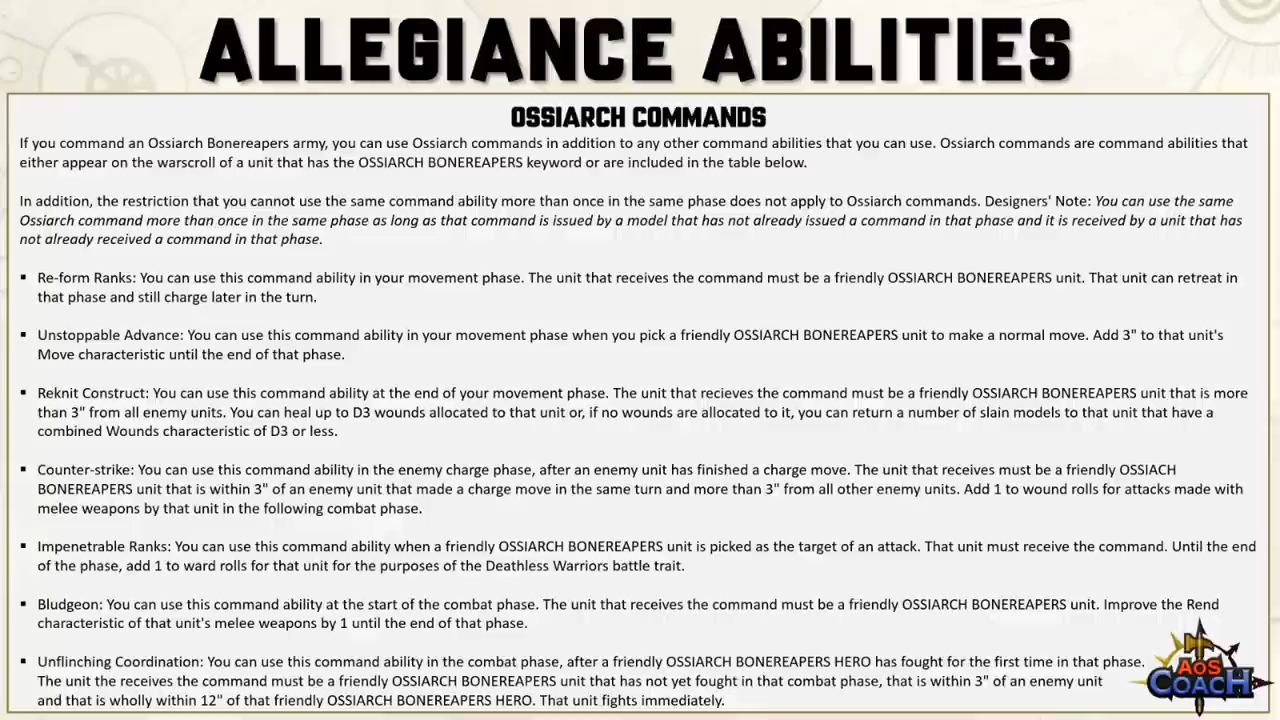 ALLEGIANCE ABILITIES
OSSIARCH COMMANDS
If you command an Ossiarch Bonereapers army, you can use Ossiarch commands in addition to any other command abilities that you can use. Ossiarch commands are command abilities that
either appear on the warscroll of a unit that has the OSSIARCH BONEREAPERS keyword or are included in the table below.
In addition, the restriction that you cannot use the same command ability more than once in the same phase does not apply to Ossiarch commands. Designers' Note: You can use the same
Ossiarch command more than once in the same phase as long as that command is issued by a model that has not already issued a command in that phase and it is received by a unit that has
not already received a command in that phase.
▪ Re-form Ranks: You can use this command ability in your movement phase. The unit that receives the command must be a friendly OSSIARCH BONEREAPERS unit. That unit can retreat in
that phase and still charge later in the turn.
▪ Unstoppable Advance: You can use this command ability in your movement phase when you pick a friendly OSSIARCH BONEREAPERS unit to make a normal move. Add 3" to that unit's
Move characteristic until the end of that phase.
▪ Reknit Construct: You can use this command ability at the end of your movement phase. The unit that recieves the command must be a friendly OSSIARCH BONEREAPERS unit that is more
than 3" from all enemy units. You can heal up to D3 wounds allocated to that unit or, if no wounds are allocated to it, you can return a number of slain models to that unit that have a
combined Wounds characteristic of D3 or less.
▪ Counter-strike: You can use this command ability in the enemy charge phase, after an enemy unit has finished a charge move. The unit that receives must be a friendly OSSIACH
BONEREAPERS unit that is within 3" of an enemy unit that made a charge move in the same turn and more than 3" from all other enemy units. Add 1 to wound rolls for attacks made with
melee weapons by that unit in the following combat phase.
▪ Impenetrable Ranks: You can use this command ability when a friendly OSSIARCH BONEREAPERS unit is picked as the target of an attack. That unit must receive the command. Until the end
of the phase, add 1 to ward rolls for that unit for the purposes of the Deathless Warriors battle trait.
▪ Bludgeon: You can use this command ability at the start of the combat phase. The unit that receives the command must be a friendly OSSIARCH BONEREAPERS unit. Improve the Rend
characteristic of that unit's melee weapons by 1 until the end of that phase.
▪ Unflinching Coordination: You can use this command ability in the combat phase, after a friendly OSSIARCH BONEREAPERS HERO has fought for the first time in that phase.
The unit the receives the command must be a friendly OSSIARCH BONERFAPERS unit that has not yet fought in that combat phase, that is within 3" of an enemy unit
and that is wholly within 12" of that friendly OSSIARCH BONEREAPERS HERO. That unit fights immediately.
AOS
COACH